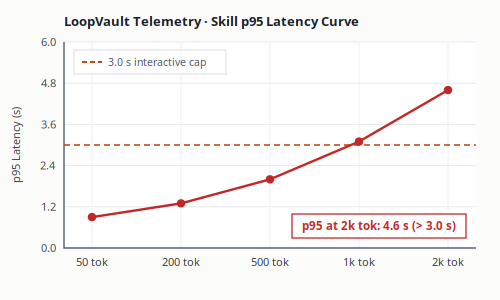 LoopVault Telemetry · Skill p95 Latency Curve
6.0
3.0 s interactive cap
4.8
3.6
2.4
1.2
0.0
p95 Latency (s)
p95 at 2k tok: 4.6 s (> 3.0 s)
50 tok
200 tok
500 tok
1k tok
2k tok